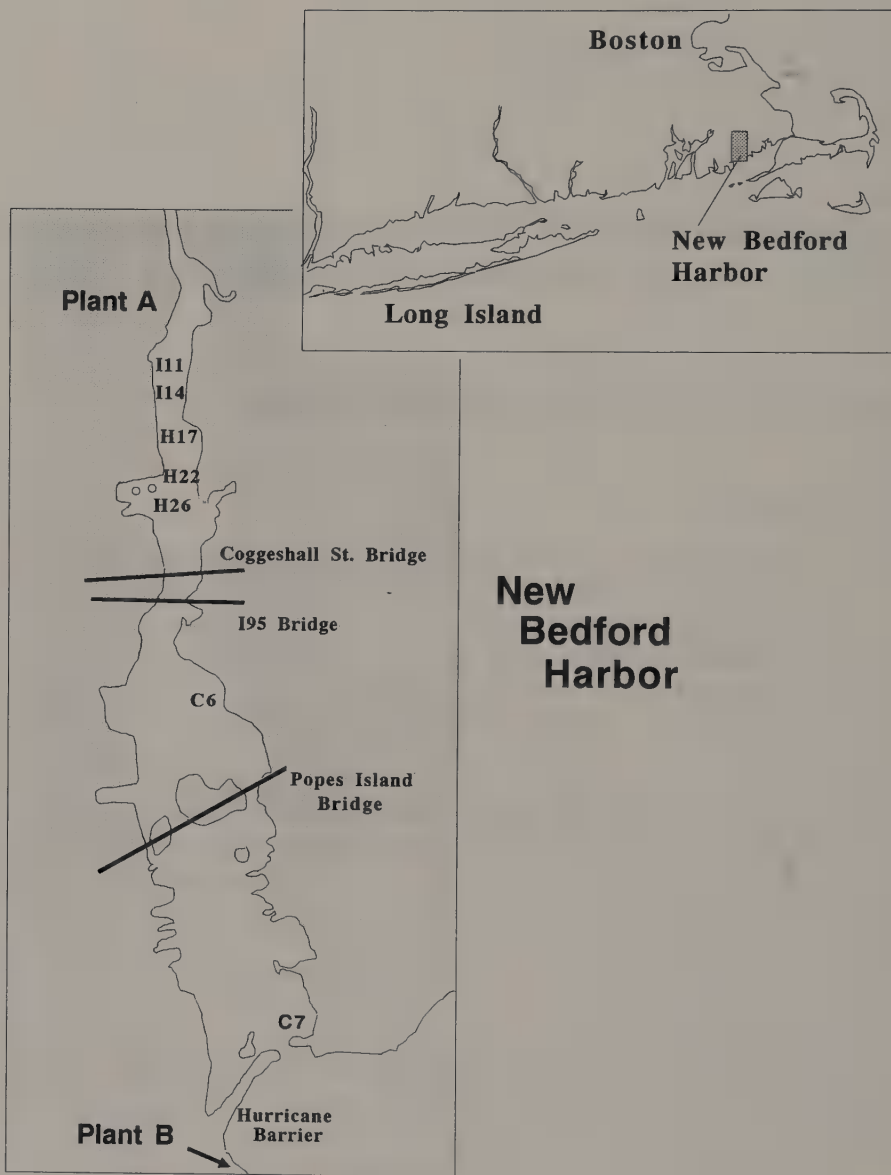 Boston
New Bedford
Harbor
Long Island
Plant A
I11
I14
H17
H22
H26
Coggeshall St. Bridge
I95 Bridge
C6
Popes Island
Bridge
C7
Hurricane
Barrier
Plant B
New
Bedford
Harbor